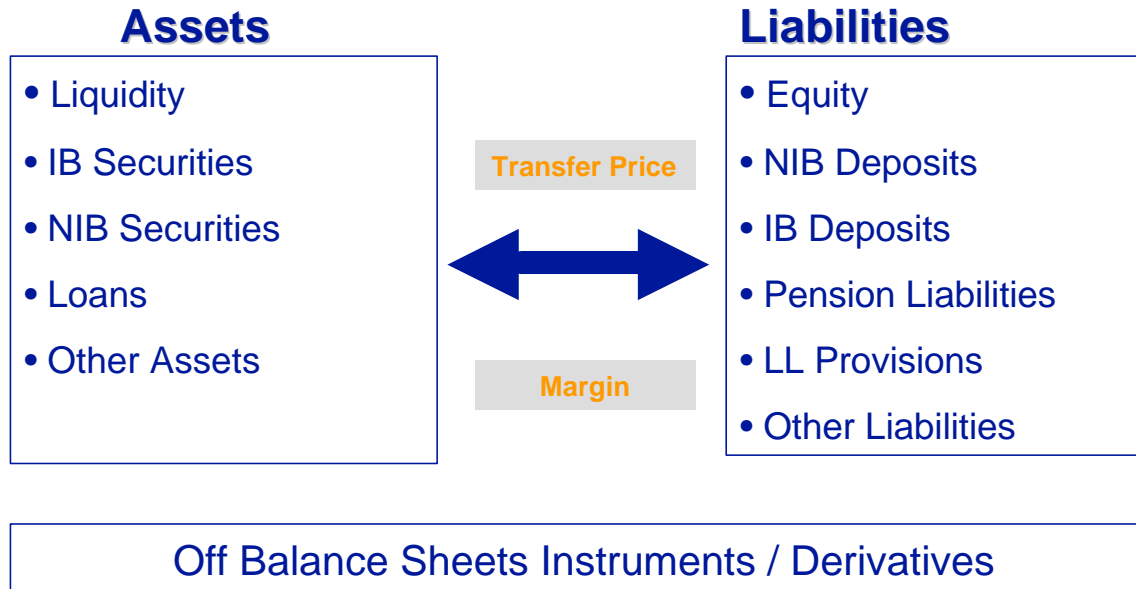 Assets
• Liquidity
• IB Securities
• NIB Securities
• Loans
• Other Assets
Transfer Price
Margin
Liabilities
• Equity
• NIB Deposits
• IB Deposits
• Pension Liabilities
• LL Provisions
• Other Liabilities
Off Balance Sheets Instruments / Derivatives